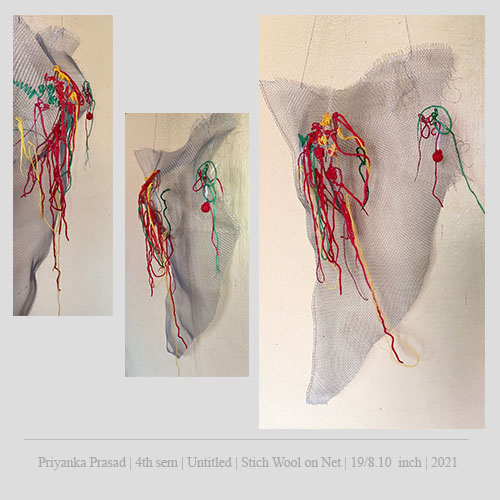 Priyanka Prasad | 4th sem | Untitled | Stich Wool on Net | 19/8.10 inch | 2021